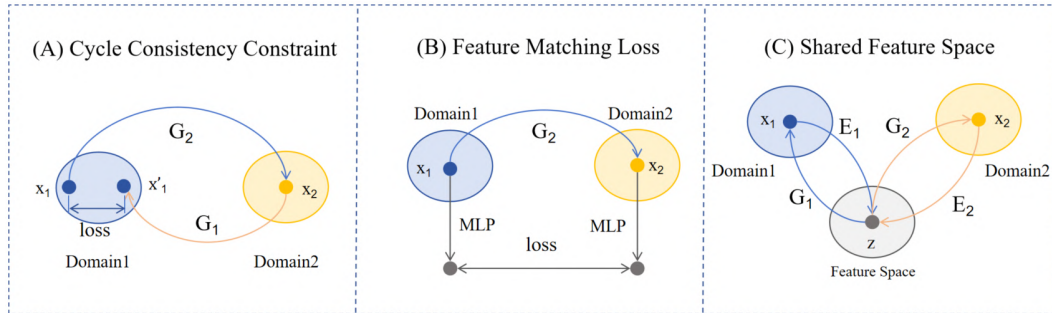 (A) Cycle Consistency Constraint
G₂
x₁
x'₁
x₂
loss
G₁
Domain1
Domain2
(B) Feature Matching Loss
Domain1
Domain2
G₂
x₁
x₂
MLP
MLP
loss
(C) Shared Feature Space
x₁
E₁
G₂
x₂
Domain1
Domain2
G₁
E₂
z
Feature Space